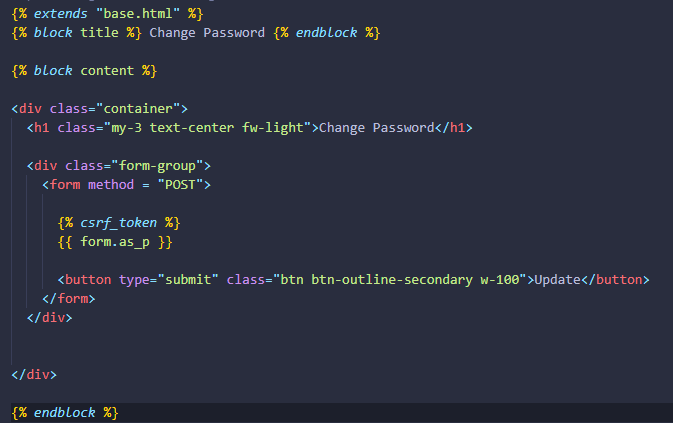 {% extends "base.html" %}
{% block title %} Change Password {% endblock %}
{% block content %}
<div class="container">
<h1 class="my-3 text-center fw-light">Change Password</h1>
<div class="form-group">
<form method = "POST">
{% csrf_token %}
{{ form.as_p }}
<button type="submit" class="btn btn-outline-secondary w-100">Update</button>
</form>
</div>
</div>
{% endblock %}